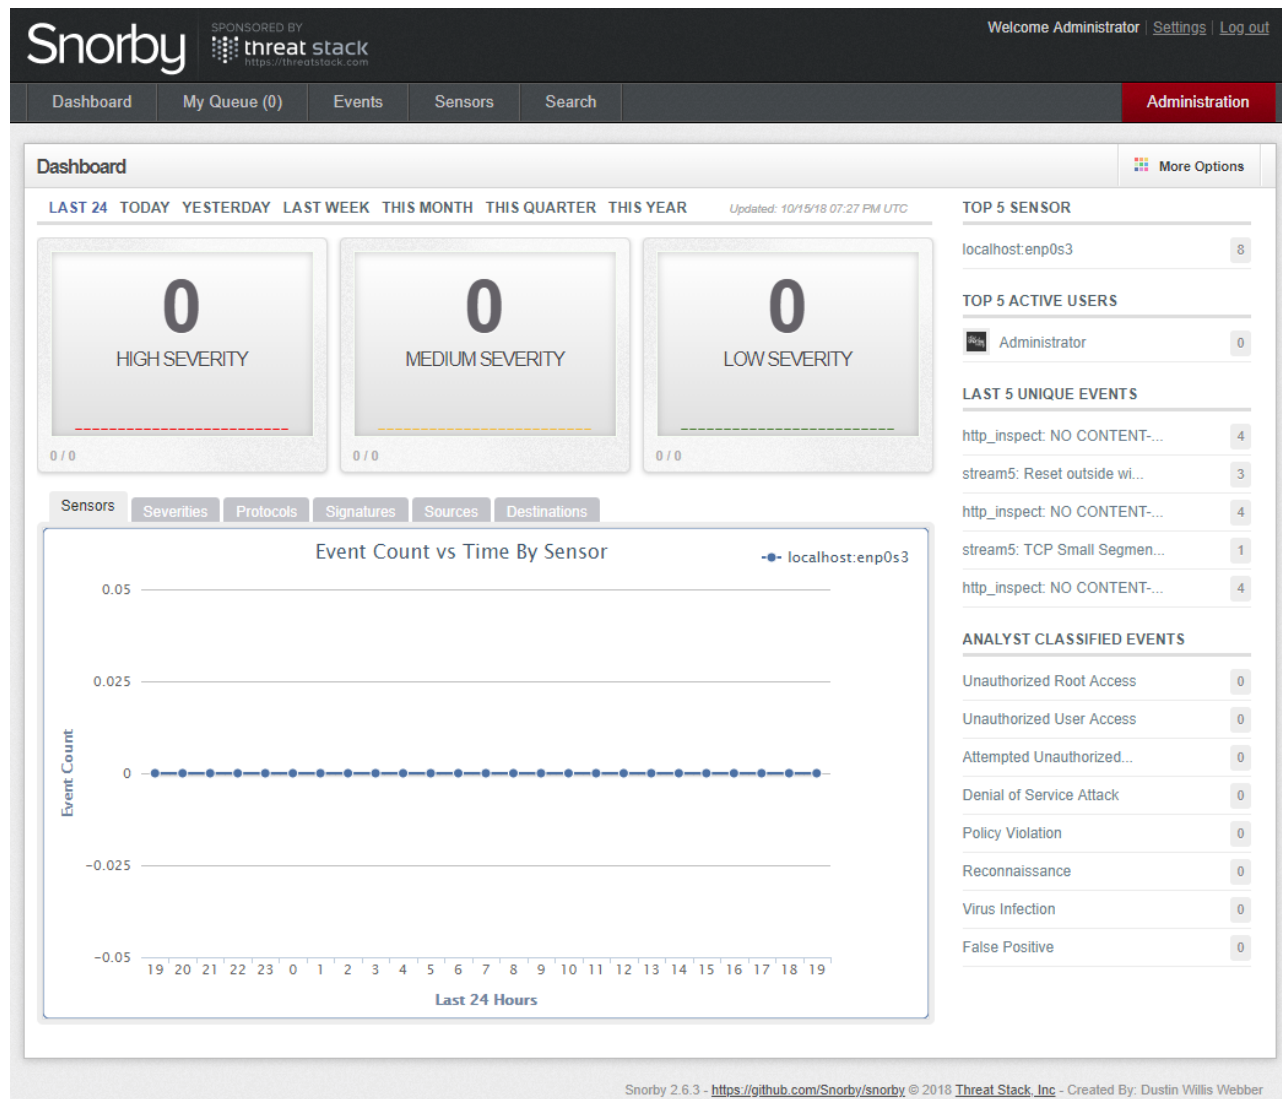 Snorby
SPONSORED BY
threat stack
https://threatstack.com
Welcome Administrator | Settings | Log out
Dashboard My Queue (0) Events Sensors Search Administration
Dashboard More Options
LAST 24 TODAY YESTERDAY LAST WEEK THIS MONTH THIS QUARTER THIS YEAR Updated: 10/15/18 07:27 PM UTC
0 0 0
HIGH SEVERITY MEDIUM SEVERITY LOW SEVERITY
0 / 0 0 / 0 0 / 0
Sensors Severities Protocols Signatures Sources Destinations
Event Count vs Time By Sensor
localhost:enp0s3
0.05
0.025
0
-0.025
-0.05
Event Count
19 20 21 22 23 0 1 2 3 4 5 6 7 8 9 10 11 12 13 14 15 16 17 18 19
Last 24 Hours
TOP 5 SENSOR
localhost:enp0s3 8
TOP 5 ACTIVE USERS
Administrator 0
LAST 5 UNIQUE EVENTS
http_inspect: NO CONTENT-... 4
stream5: Reset outside wi... 3
http_inspect: NO CONTENT-... 4
stream5: TCP Small Segmen... 1
http_inspect: NO CONTENT-... 4
ANALYST CLASSIFIED EVENTS
Unauthorized Root Access 0
Unauthorized User Access 0
Attempted Unauthorized... 0
Denial of Service Attack 0
Policy Violation 0
Reconnaissance 0
Virus Infection 0
False Positive 0
Snorby 2.6.3 - https://github.com/Snorby/snorby © 2018 Threat Stack, Inc - Created By: Dustin Willis Webber